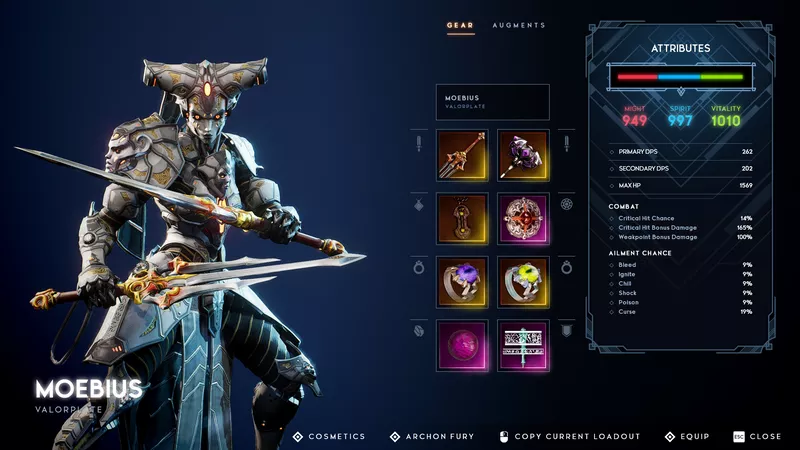 GEAR AUGMENTS
MOEBIUS
VALORPLATE
ATTRIBUTES
MIGHT SPIRIT VITALITY
949 997 1010
PRIMARY DPS 262
SECONDARY DPS 202
MAX HP 1569
COMBAT
Critical Hit Chance 14%
Critical Hit Bonus Damage 165%
Weakpoint Bonus Damage 100%
AILMENT CHANCE
Bleed 9%
Ignite 9%
Chill 9%
Shock 9%
Poison 9%
Curse 19%
MOEBIUS
VALORPLATE
COSMETICS ARCHON FURY COPY CURRENT LOADOUT EQUIP ESC CLOSE